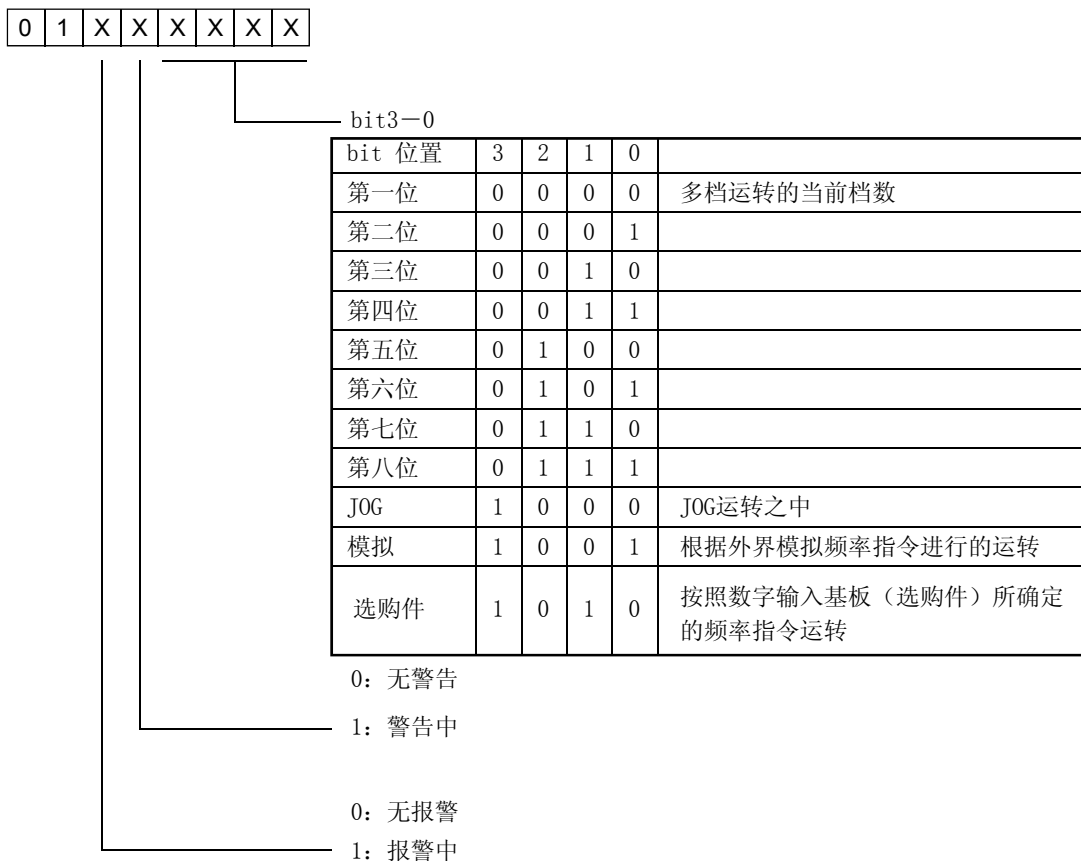 0 1 X X X X X X
bit3－0
bit 位置 3 2 1 0
第一位 0 0 0 0 多档运转的当前档数
第二位 0 0 0 1
第三位 0 0 1 0
第四位 0 0 1 1
第五位 0 1 0 0
第六位 0 1 0 1
第七位 0 1 1 0
第八位 0 1 1 1
JOG 1 0 0 0 JOG运转之中
模拟 1 0 0 1 根据外界模拟频率指令进行的运转
选购件 1 0 1 0 按照数字输入基板（选购件）所确定
的频率指令运转
0：无警告
1：警告中
0：无报警
1：报警中